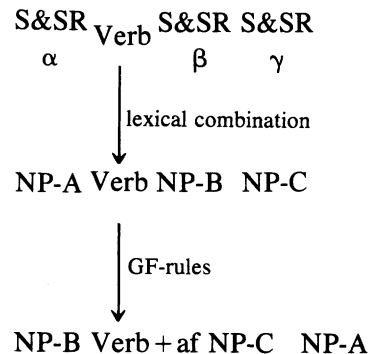 S&SR Verb S&SR S&SR
α β γ
lexical combination
NP-A Verb NP-B NP-C
GF-rules
NP-B Verb + af NP-C NP-A